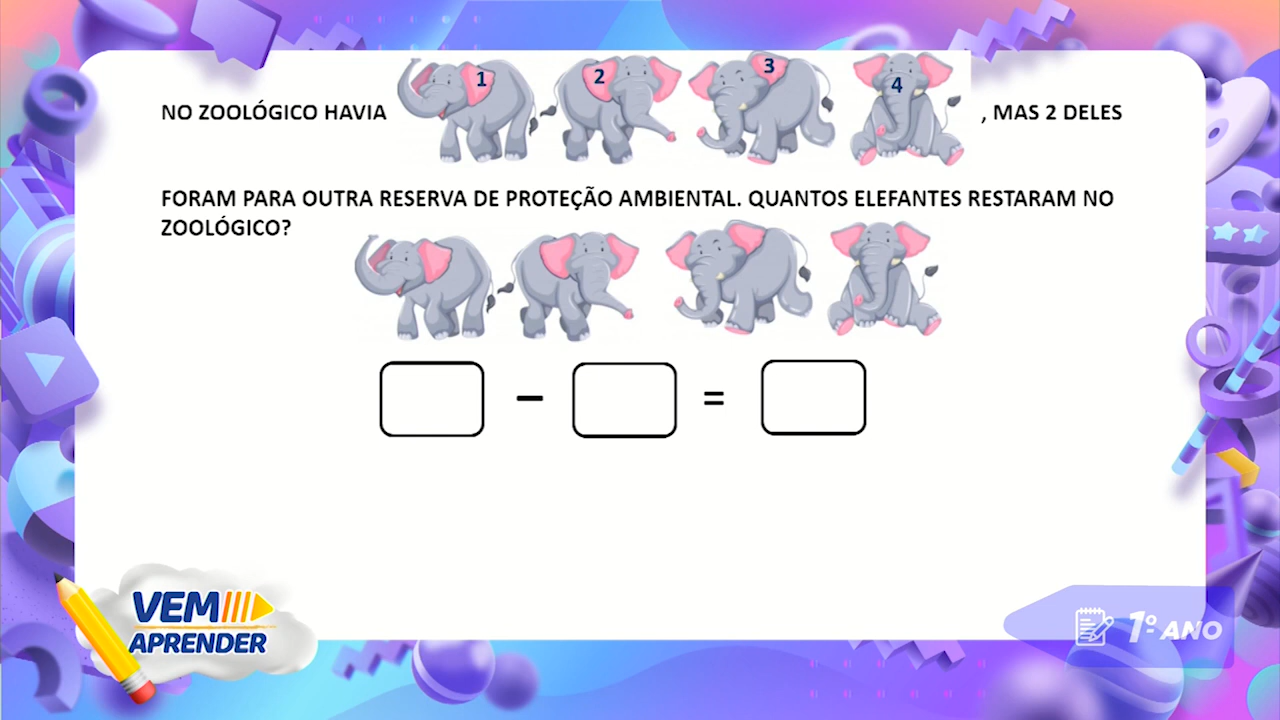 1 2 3 4
NO ZOOLÓGICO HAVIA , MAS 2 DELES
FORAM PARA OUTRA RESERVA DE PROTEÇÃO AMBIENTAL. QUANTOS ELEFANTES RESTARAM NO
ZOOLÓGICO?
− =
VEM
APRENDER
1º ANO